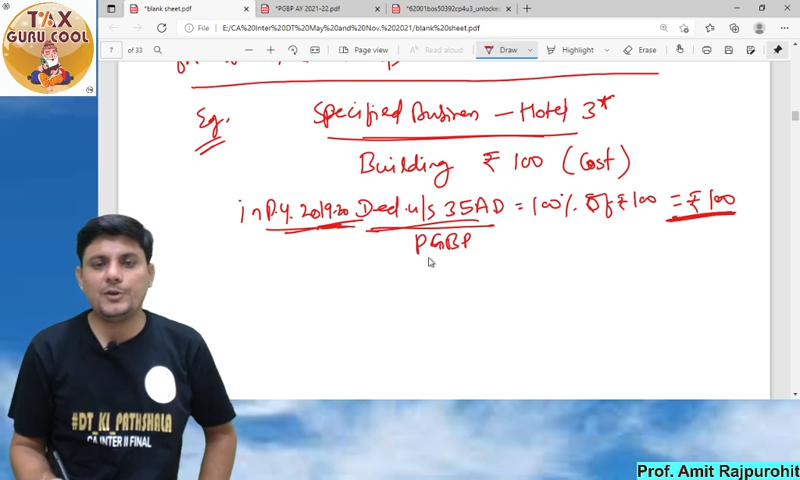 TAX
GURU COOL
*blank sheet.pdf
*PGBP AY 2021-22.pdf
*62001bos50392cp4u3_unlocke
E:/CA%20Inter%20DT%20May%20and%20Nov.%202021/blank%20sheet.pdf
7 of 33
Page view
Read aloud
Draw
Highlight
Erase
Eg.
Specified Business - Hotel 3*
Building ₹ 100 (Cost)
in P.Y. 2019-20 Ded. u/s 35AD = 100% of ₹ 100 = ₹ 100
PGBP
#DT_KI_PATHSHALA
CA INTER II FINAL
Prof. Amit Rajpurohit